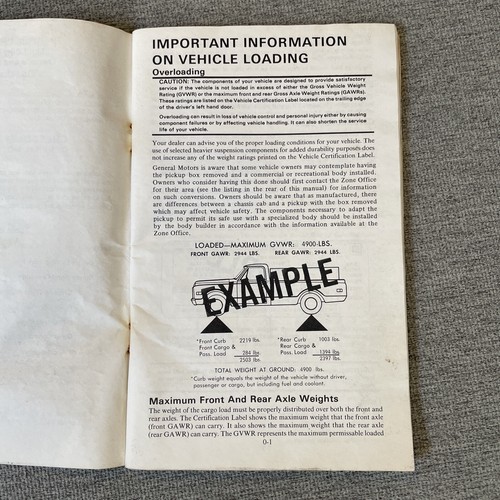 IMPORTANT INFORMATION
ON VEHICLE LOADING
Overloading
CAUTION: The components of your vehicle are designed to provide satisfactory
service if the vehicle is not loaded in excess of either the Gross Vehicle Weight
Rating (GVWR) or the maximum front and rear Gross Axle Weight Ratings (GAWRs).
These ratings are listed on the Vehicle Certification Label located on the trailing edge
of the driver's left hand door.
Overloading can result in loss of vehicle control and personal injury either by causing
component failures or by affecting vehicle handling. It can also shorten the service
life of your vehicle.
Your dealer can advise you of the proper loading conditions for your vehicle. The
use of selected heavier suspension components for added durability purposes does
not increase any of the weight ratings printed on the Vehicle Certification Label.
General Motors is aware that some vehicle owners may contemplate having
the pickup box removed and a commercial or recreational body installed.
Owners who consider having this done should first contact the Zone Office
for their area (see the listing in the rear of this manual) for information
on such conversions. Owners should be aware that as manufactured, there
are differences between a chassis cab and a pickup with the box removed
which may affect vehicle safety. The components necessary to adapt the
pickup to permit its safe use with a specialized body should be installed
by the body builder in accordance with the information available at the
Zone Office.
LOADED—MAXIMUM GVWR: 4900-LBS.
FRONT GAWR: 2944 LBS. REAR GAWR: 2944 LBS.
EXAMPLE
*Front Curb 2219 lbs. *Rear Curb 1003 lbs.
Front Cargo & Rear Cargo &
Pass. Load 284 lbs. Pass. Load 1394 lbs.
2503 lbs. 2397 lbs.
TOTAL WEIGHT AT GROUND: 4900 lbs.
*Curb weight equals the weight of the vehicle without driver,
passenger or cargo, but including fuel and coolant.
Maximum Front And Rear Axle Weights
The weight of the cargo load must be properly distributed over both the front and
rear axles. The Certification Label shows the maximum weight that the front axle
(front GAWR) can carry. It also shows the maximum weight that the rear axle
(rear GAWR) can carry. The GVWR represents the maximum permissable loaded
0-1